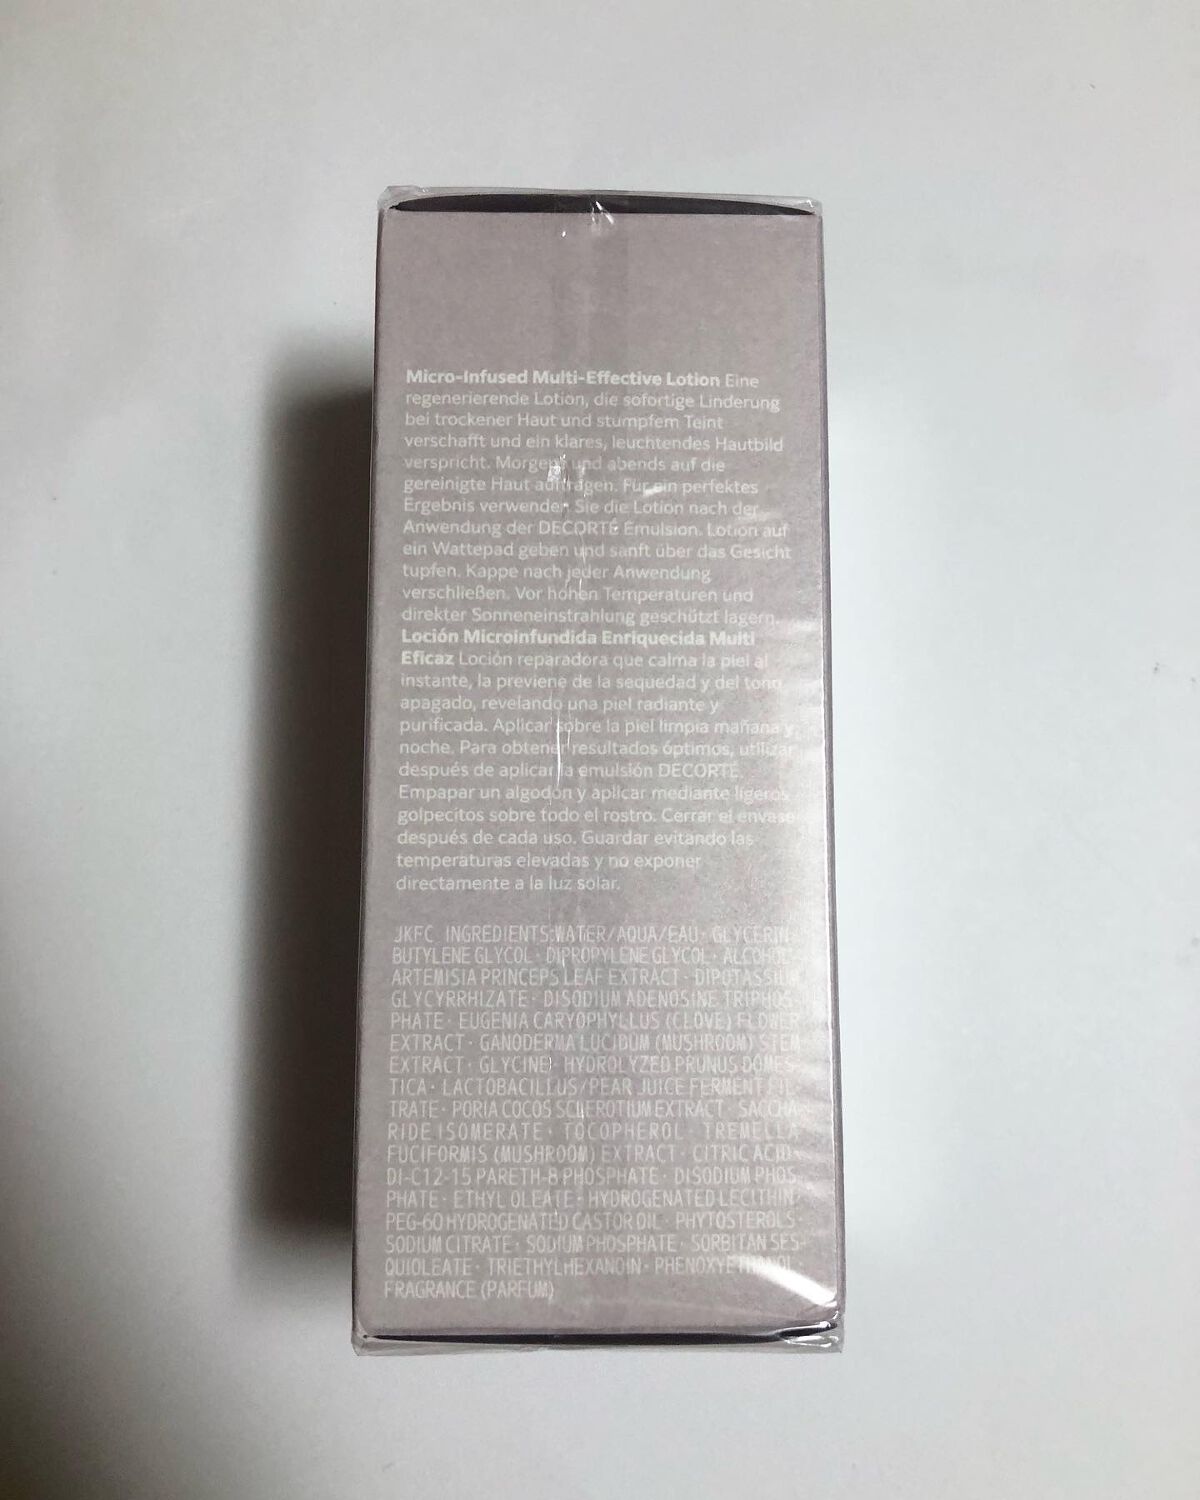 Micro-Infused Multi-Effective Lotion Eine
regenerierende Lotion, die sofortige Linderung
bei trockener Haut und stumpfem Teint
verschafft und ein klares, leuchtendes Hautbild
verspricht. Morgens und abends auf die
gereinigte Haut auftragen. Für ein perfektes
Ergebnis verwenden Sie die Lotion nach der
Anwendung der DECORTÉ Emulsion. Lotion auf
ein Wattepad geben und sanft über das Gesicht
tupfen. Kappe nach jeder Anwendung
verschließen. Vor hohen Temperaturen und
direkter Sonneneinstrahlung geschützt lagern.
Loción Microinfundida Enriquecida Multi
Eficaz Loción reparadora que calma la piel al
instante, la previene de la sequedad y del tono
apagado, revelando una piel radiante y
purificada. Aplicar sobre la piel limpia mañana y
noche. Para obtener resultados óptimos, utilizar
después de aplicar la emulsión DECORTÉ.
Empapar un algodón y aplicar mediante ligeros
golpecitos sobre todo el rostro. Cerrar el envase
después de cada uso. Guardar evitando las
temperaturas elevadas y no exponer
directamente a la luz solar.
JKFC INGREDIENTS:WATER/AQUA/EAU · GLYCERIN ·
BUTYLENE GLYCOL · DIPROPYLENE GLYCOL · ALCOHOL ·
ARTEMISIA PRINCEPS LEAF EXTRACT · DIPOTASSIUM
GLYCYRRHIZATE · DISODIUM ADENOSINE TRIPHOS-
PHATE · EUGENIA CARYOPHYLLUS (CLOVE) FLOWER
EXTRACT · GANODERMA LUCIDUM (MUSHROOM) STEM
EXTRACT · GLYCINE · HYDROLYZED PRUNUS DOMES-
TICA · LACTOBACILLUS/PEAR JUICE FERMENT FIL-
TRATE · PORIA COCOS SCLEROTIUM EXTRACT · SACCHA-
RIDE ISOMERATE · TOCOPHEROL · TREMELLA
FUCIFORMIS (MUSHROOM) EXTRACT · CITRIC ACID ·
DI-C12-15 PARETH-8 PHOSPHATE · DISODIUM PHOS-
PHATE · ETHYL OLEATE · HYDROGENATED LECITHIN ·
PEG-60 HYDROGENATED CASTOR OIL · PHYTOSTEROLS ·
SODIUM CITRATE · SODIUM PHOSPHATE · SORBITAN SES-
QUIOLEATE · TRIETHYLHEXANOIN · PHENOXYETHANOL ·
FRAGRANCE (PARFUM)